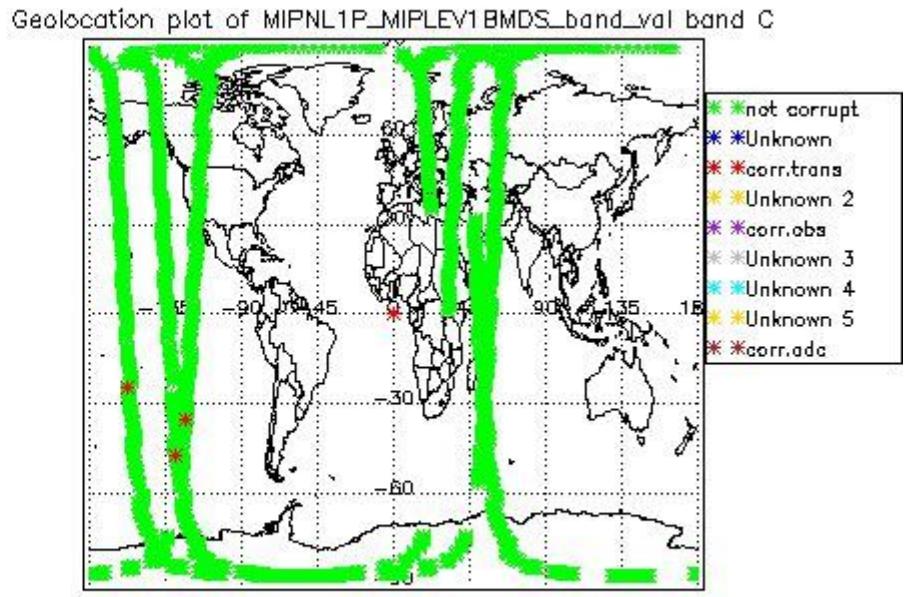 Geolocation plot of MIPNL1P_MIPLEV1BMDS_band_val band C
not corrupt
Unknown
corr.trans
Unknown 2
corr.obs
Unknown 3
Unknown 4
Unknown 5
corr.adc
60
-90
45
90
135
-30
-60